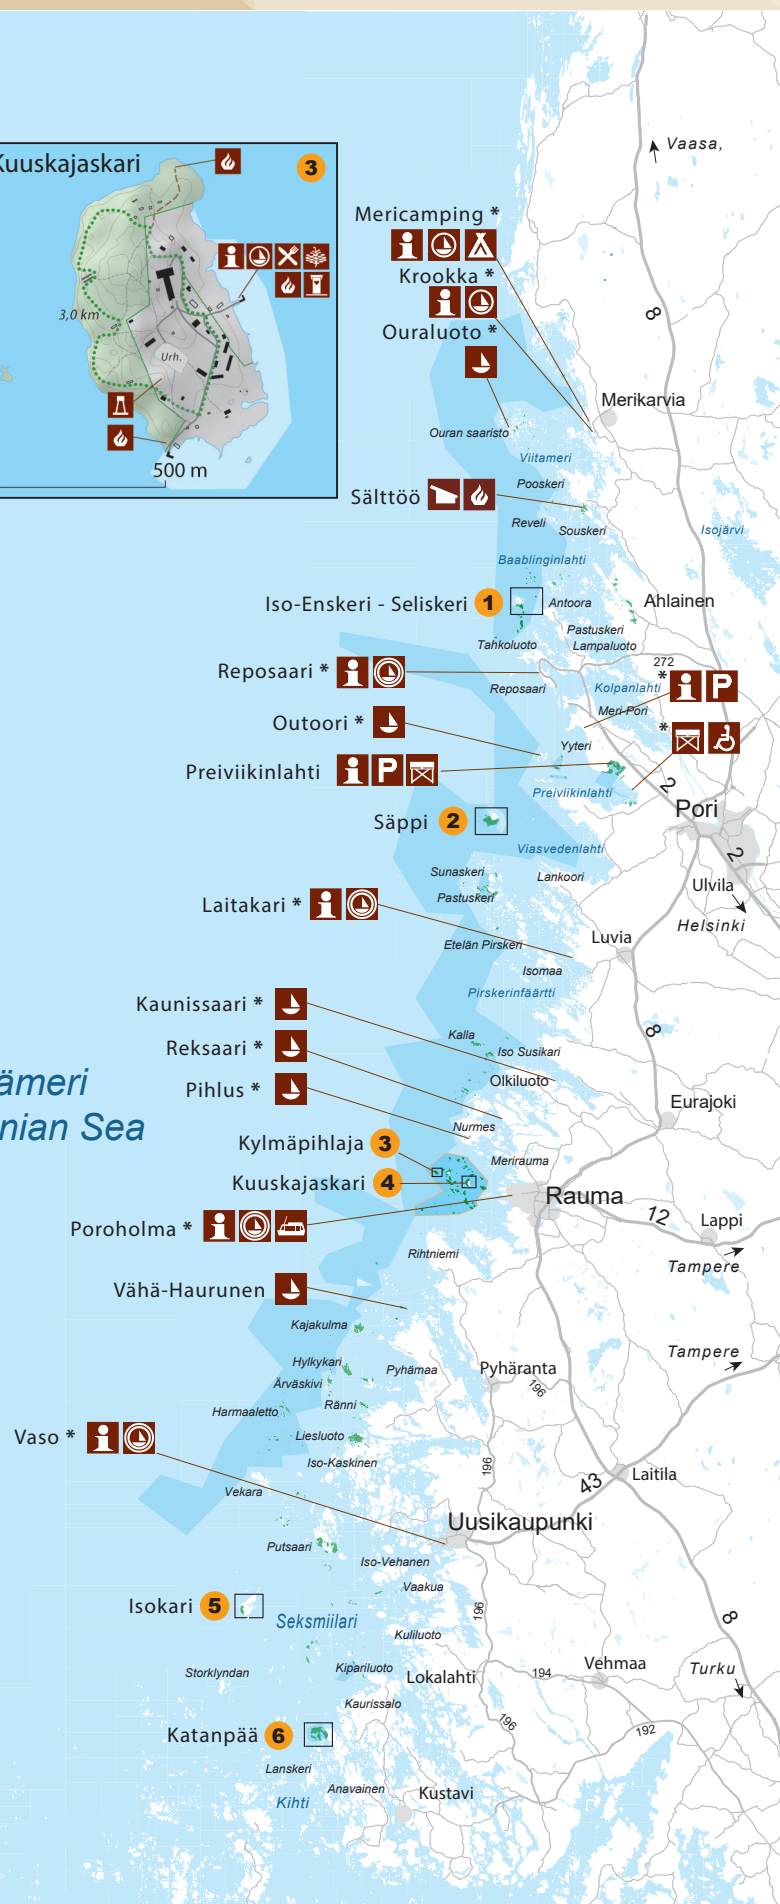 Kuuskajaskari
3
3,0 km
Urh.
500 m
Vaasa,
8
Mericamping *
Krookka *
Ouraluoto *
Merikarvia
Ouran saaristo
Viitameri
Sälttöö
Pooskeri
Reveli
Souskeri
Isojärvi
Baablinginlahti
Iso-Enskeri - Seliskeri 1
Antoora
Ahlainen
Pastuskeri
Tahkoluoto
Lampaluoto
272
Reposaari *
Reposaari
Kolpanlahti
*
P
Meri-Pori
Outoori *
*
Yyteri
Preiviikinlahti
P
Preiviikinlahti
2
Pori
Säppi 2
Viasvedenlahti
2
Sunaskeri
Lankoori
Pastuskeri
Ulvila
Laitakari *
Helsinki
Luvia
Etelän Pirskeri
Isomaa
Pirskerinfäärtti
Kaunissaari *
8
Kalla
Reksaari *
Iso Susikari
ämeri
Olkiluoto
Pihlus *
Eurajoki
nian Sea
Nurmes
Kylmäpihlaja 3
Merirauma
Kuuskajaskari 4
Rauma
12
Lappi
Poroholma *
Rihtniemi
Tampere
Vähä-Haurunen
Kajakulma
Tampere
Hylkykari
Pyhämaa
Pyhäranta
Ärväskivi
196
Ränni
Harmaaletto
Vaso *
Liesluoto
Iso-Kaskinen
196
Laitila
43
Vekara
Uusikaupunki
Putsaari
Iso-Vehanen
Vaakua
Isokari 5
196
Seksmiilari
8
Kuliluoto
Vehmaa
Kipariluoto
Storklyndan
Lokalahti
194
Turku
Kaurissalo
196
Katanpää 6
192
Lanskeri
Anavainen
Kustavi
Kihti